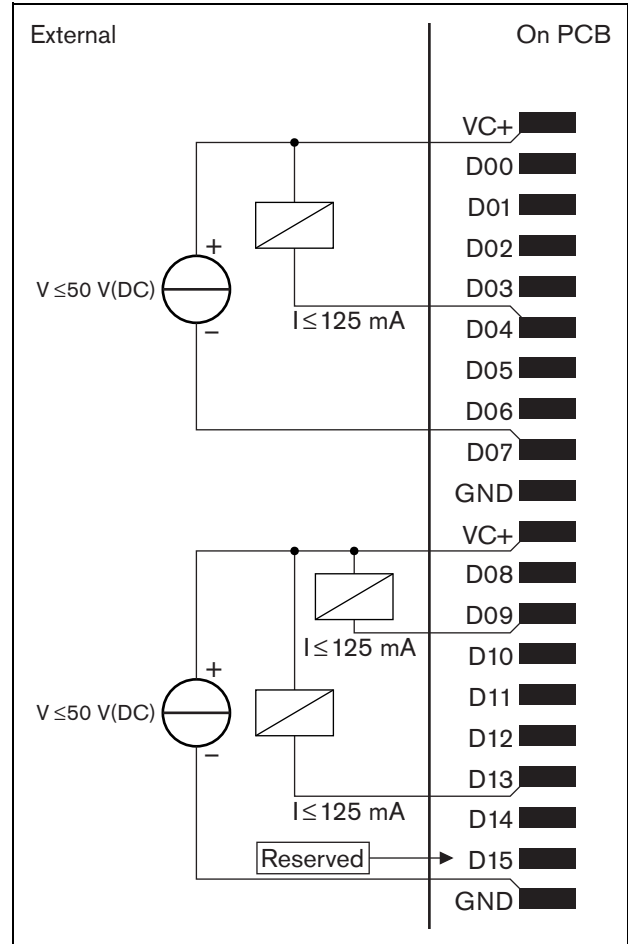 External
On PCB
VC+
D00
D01
D02
D03
D04
D05
D06
D07
GND
VC+
D08
D09
D10
D11
D12
D13
D14
D15
GND
+
V ≤50 V(DC)
–
I ≤ 125 mA
I ≤ 125 mA
+
V ≤50 V(DC)
–
I ≤ 125 mA
Reserved